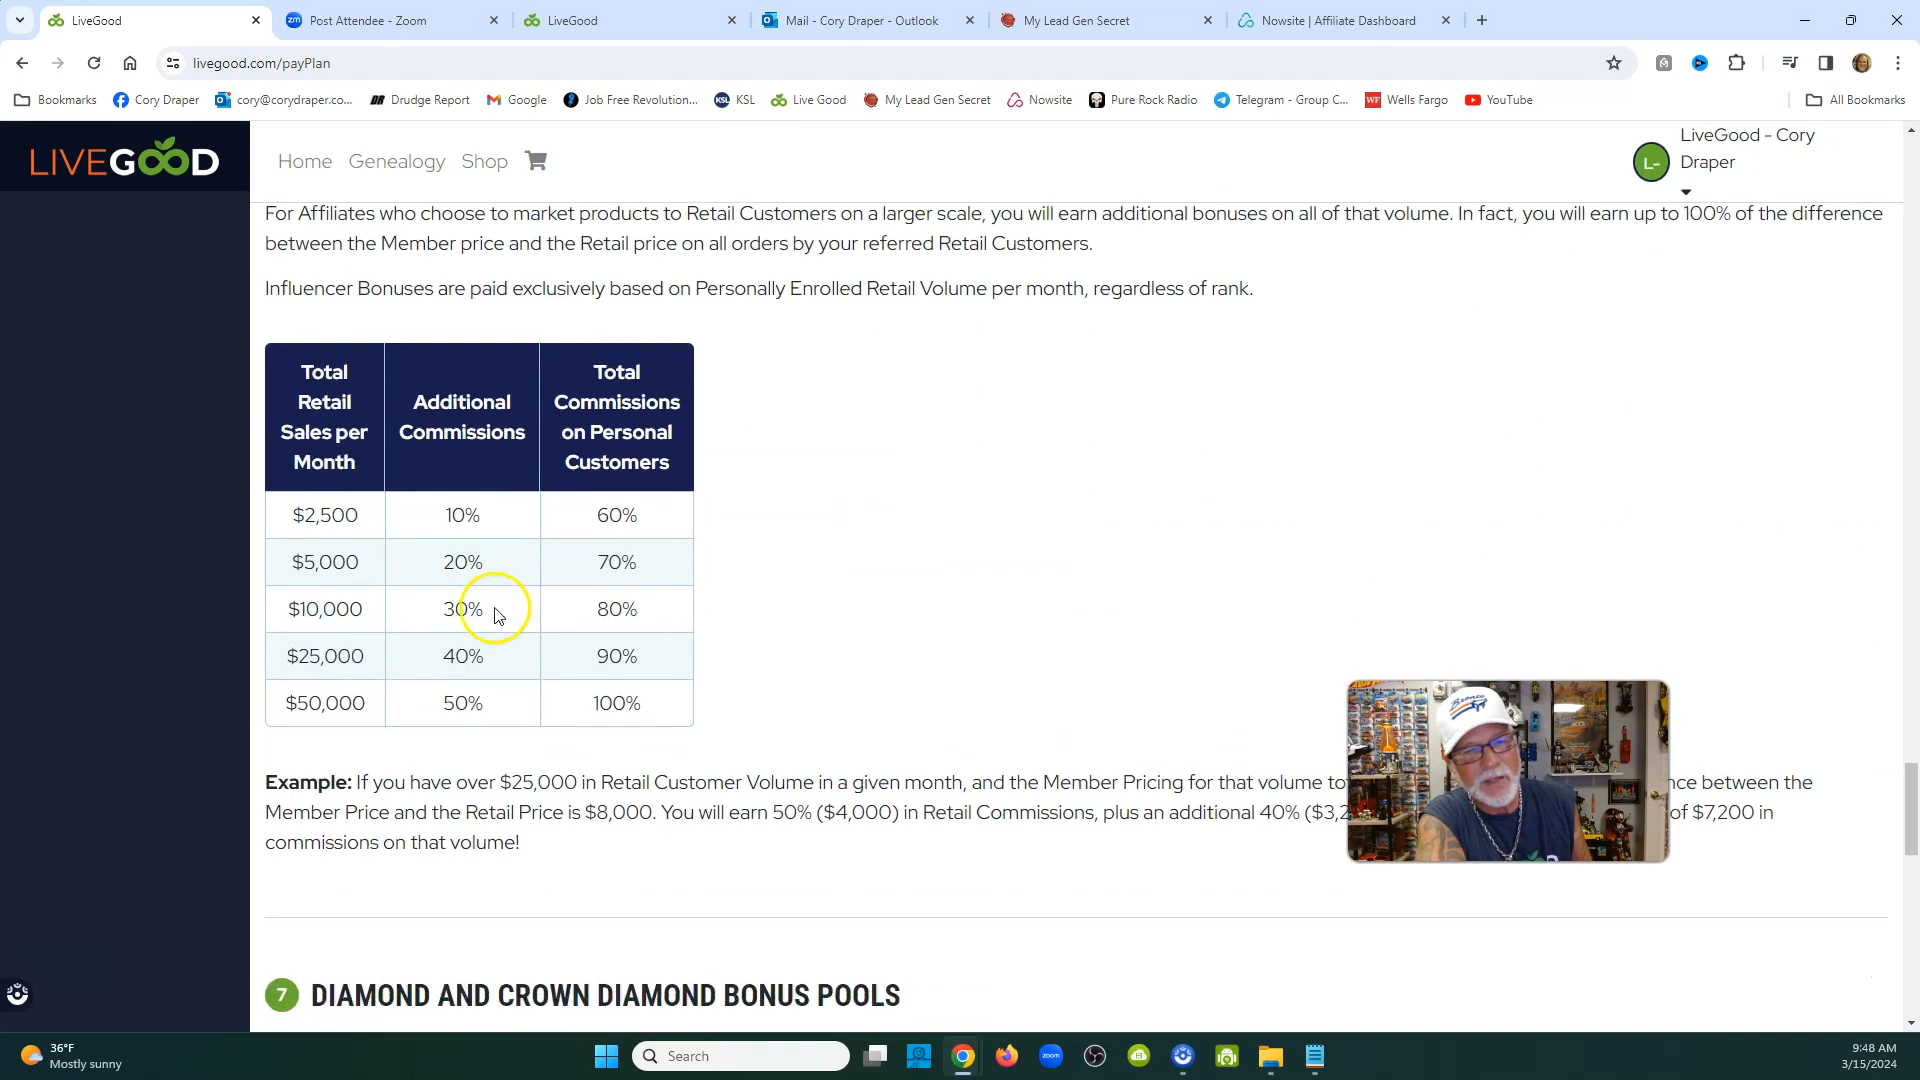 LiveGood
Post Attendee - Zoom
LiveGood
Mail - Cory Draper - Outlook
My Lead Gen Secret
Nowsite | Affiliate Dashboard
livegood.com/payPlan
Bookmarks
Cory Draper
cory@corydraper.co...
Drudge Report
Google
Job Free Revolution...
KSL
Live Good
My Lead Gen Secret
Nowsite
Pure Rock Radio
Telegram - Group C...
Wells Fargo
YouTube
All Bookmarks
LIVEGOOD
Home
Genealogy
Shop
L-
LiveGood - Cory
Draper
For Affiliates who choose to market products to Retail Customers on a larger scale, you will earn additional bonuses on all of that volume. In fact, you will earn up to 100% of the difference
between the Member price and the Retail price on all orders by your referred Retail Customers.
Influencer Bonuses are paid exclusively based on Personally Enrolled Retail Volume per month, regardless of rank.
Total Retail Sales per Month
Additional Commissions
Total Commissions on Personal Customers
$2,500 10% 60%
$5,000 20% 70%
$10,000 30% 80%
$25,000 40% 90%
$50,000 50% 100%
Example: If you have over $25,000 in Retail Customer Volume in a given month, and the Member Pricing for that volume between the
Member Price and the Retail Price is $8,000. You will earn 50% ($4,000) in Retail Commissions, plus an additional 40% of $7,200 in
commissions on that volume!
7 DIAMOND AND CROWN DIAMOND BONUS POOLS
36°F
Mostly sunny
Search
9:48 AM
3/15/2024